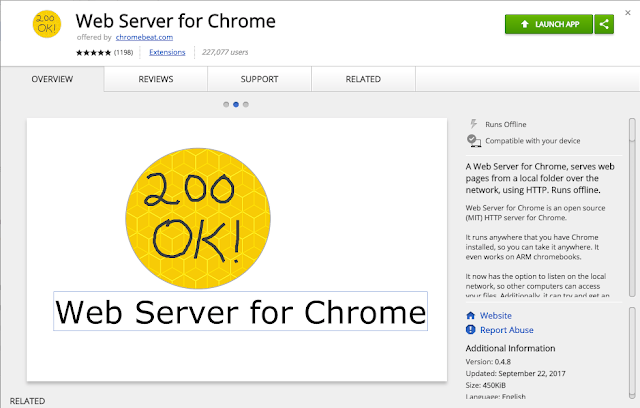 200
OK!
Web Server for Chrome
offered by chromebeat.com
(1198) Extensions 227,077 users
LAUNCH APP
OVERVIEW REVIEWS SUPPORT RELATED
200
OK!
Web Server for Chrome
Runs Offline
Compatible with your device
A Web Server for Chrome, serves web
pages from a local folder over the
network, using HTTP. Runs offline.
Web Server for Chrome is an open source
(MIT) HTTP server for Chrome.
It runs anywhere that you have Chrome
installed, so you can take it anywhere. It
even works on ARM chromebooks.
It now has the option to listen on the local
network, so other computers can access
your files. Additionally, it can try and get an
Website
Report Abuse
Additional Information
Version: 0.4.8
Updated: September 22, 2017
Size: 450KiB
Language: English
RELATED